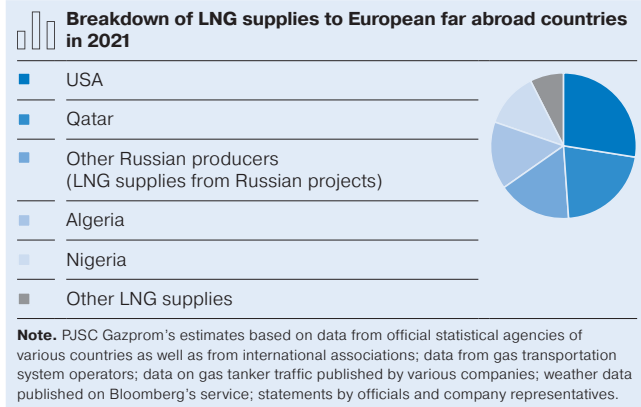 Breakdown of LNG supplies to European far abroad countries
in 2021
USA
Qatar
Other Russian producers
(LNG supplies from Russian projects)
Algeria
Nigeria
Other LNG supplies
Note. PJSC Gazprom’s estimates based on data from official statistical agencies of
various countries as well as from international associations; data from gas transportation
system operators; data on gas tanker traffic published by various companies; weather data
published on Bloomberg’s service; statements by officials and company representatives.